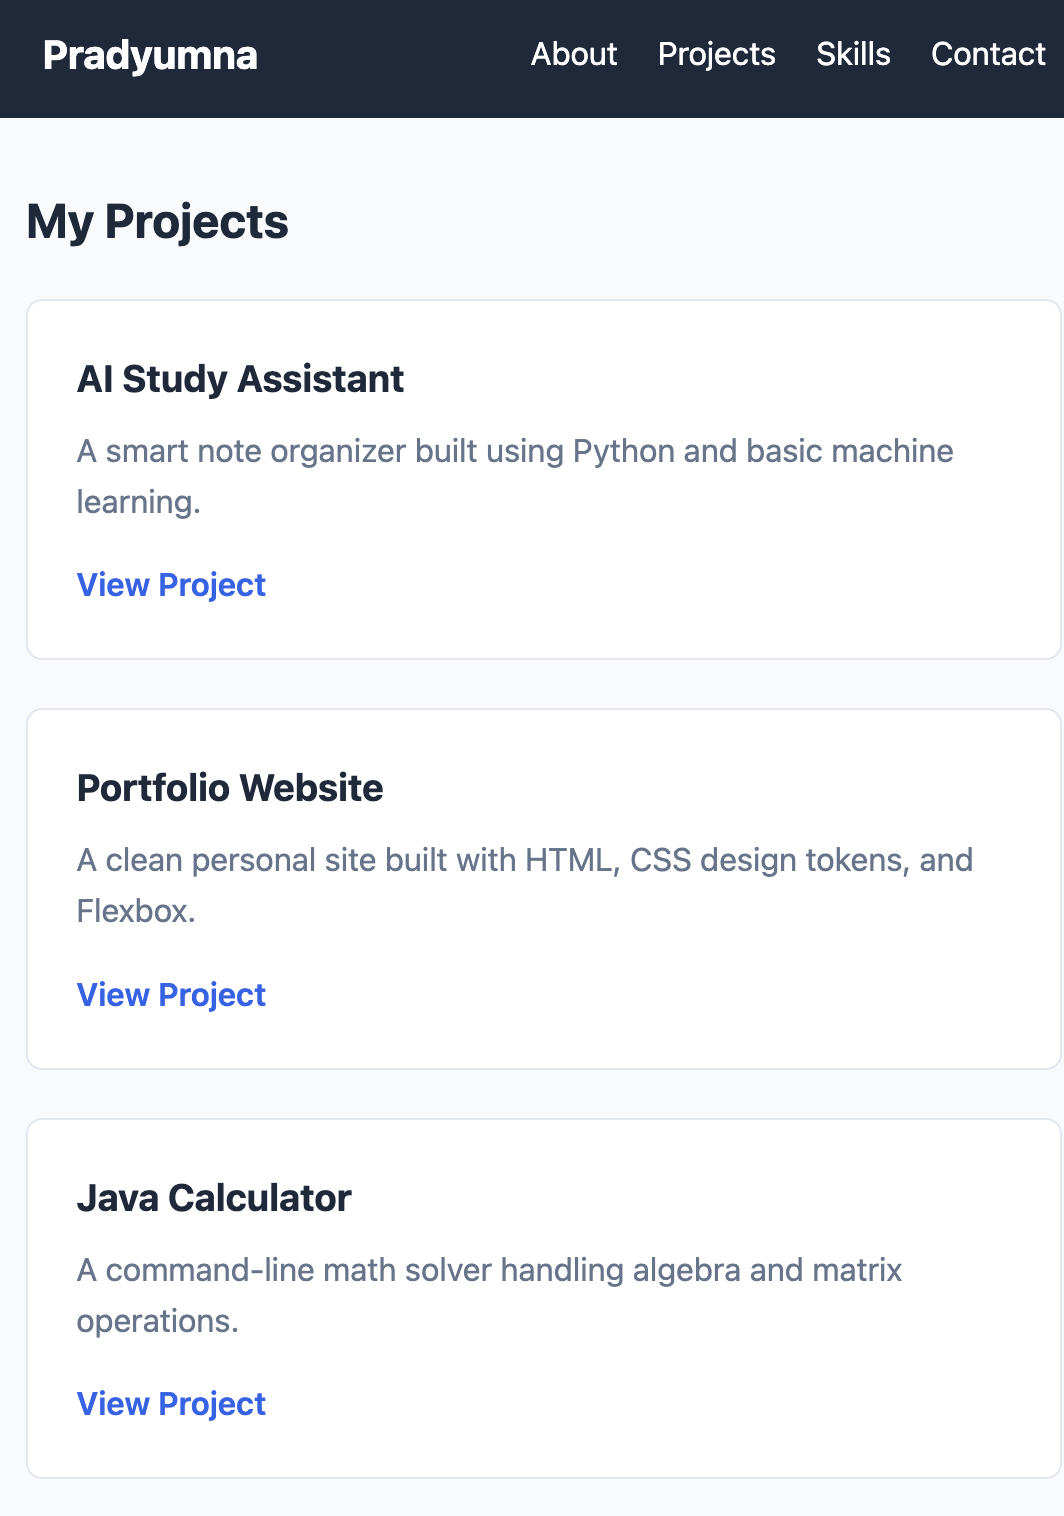 Pradyumna
About Projects Skills Contact
My Projects
AI Study Assistant
A smart note organizer built using Python and basic machine
learning.
View Project
Portfolio Website
A clean personal site built with HTML, CSS design tokens, and
Flexbox.
View Project
Java Calculator
A command-line math solver handling algebra and matrix
operations.
View Project